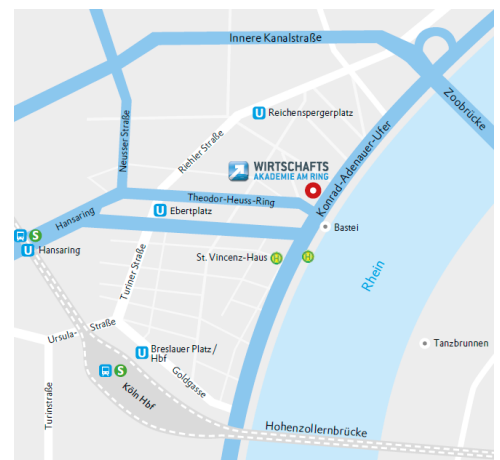 Innere Kanalstraße
Zoobrücke
Neusser Straße
U Reichenspergerplatz
Riehler Straße
Konrad-Adenauer-Ufer
WIRTSCHAFTS
AKADEMIE AM RING
Theodor-Heuss-Ring
Hansaring
U Ebertplatz
Bastei
S
U Hansaring
St. Vincenz-Haus H
H
Rhein
Turiner Straße
Ursula-Straße
Tanzbrunnen
U Breslauer Platz/
Hbf
S
Goldgasse
Köln Hbf
Turinstraße
Hohenzollernbrücke